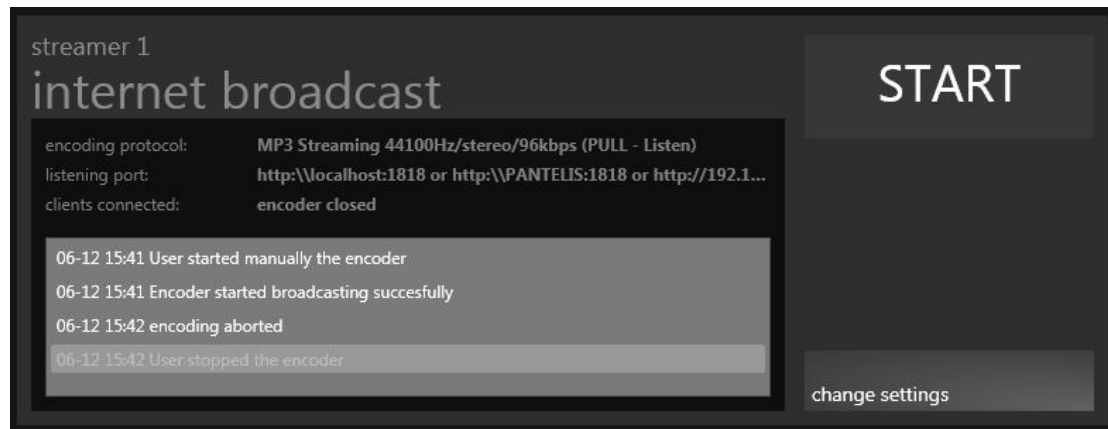 streamer 1
internet broadcast
START
encoding protocol: MP3 Streaming 44100Hz/stereo/96kbps (PULL - Listen)
listening port: http:\\localhost:1818 or http:\\PANTELIS:1818 or http://192.1...
clients connected: encoder closed
06-12 15:41 User started manually the encoder
06-12 15:41 Encoder started broadcasting succesfully
06-12 15:42 encoding aborted
06-12 15:42 User stopped the encoder
change settings